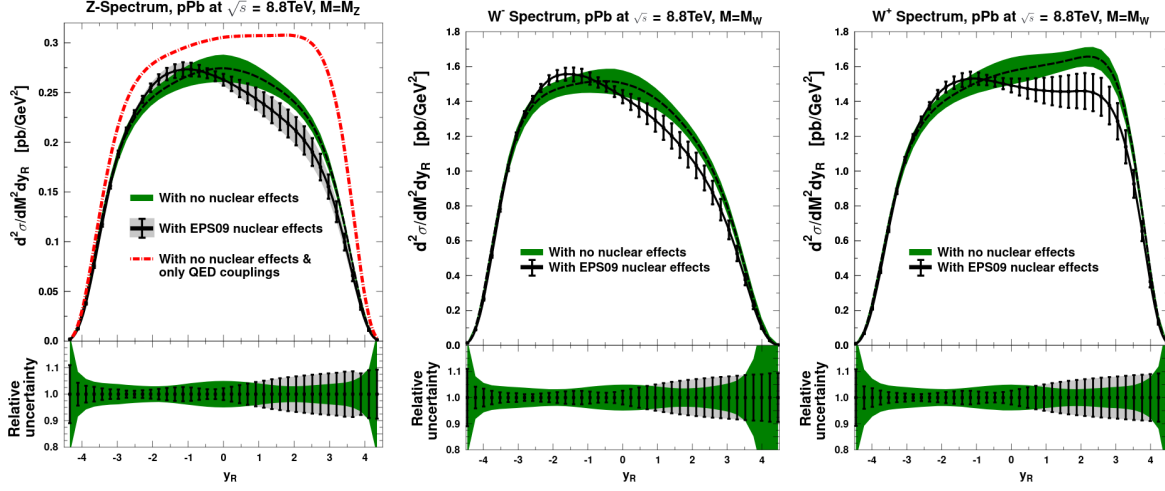 Z-Spectrum, pPb at √s = 8.8TeV, M=M_Z
d²σ/dM²dy_R [pb/GeV²]
0.3
0.25
0.2
0.15
0.1
0.05
0.0
With no nuclear effects
With EPS09 nuclear effects
With no nuclear effects &
only QED couplings
Relative
uncertainty
1.1
1.0
0.9
0.8
-4 -3 -2 -1 0 1 2 3 4
y_R
W⁻ Spectrum, pPb at √s = 8.8TeV, M=M_W
d²σ/dM²dy_R [pb/GeV²]
1.8
1.6
1.4
1.2
1.0
0.8
0.6
0.4
0.2
0.0
With no nuclear effects
With EPS09 nuclear effects
Relative
uncertainty
1.2
1.1
1.0
0.9
0.8
-4 -3 -2 -1 0 1 2 3 4
y_R
W⁺ Spectrum, pPb at √s = 8.8TeV, M=M_W
d²σ/dM²dy_R [pb/GeV²]
1.8
1.6
1.4
1.2
1.0
0.8
0.6
0.4
0.2
0.0
With no nuclear effects
With EPS09 nuclear effects
Relative
uncertainty
1.2
1.1
1.0
0.9
0.8
-4 -3 -2 -1 0 1 2 3 4
y_R